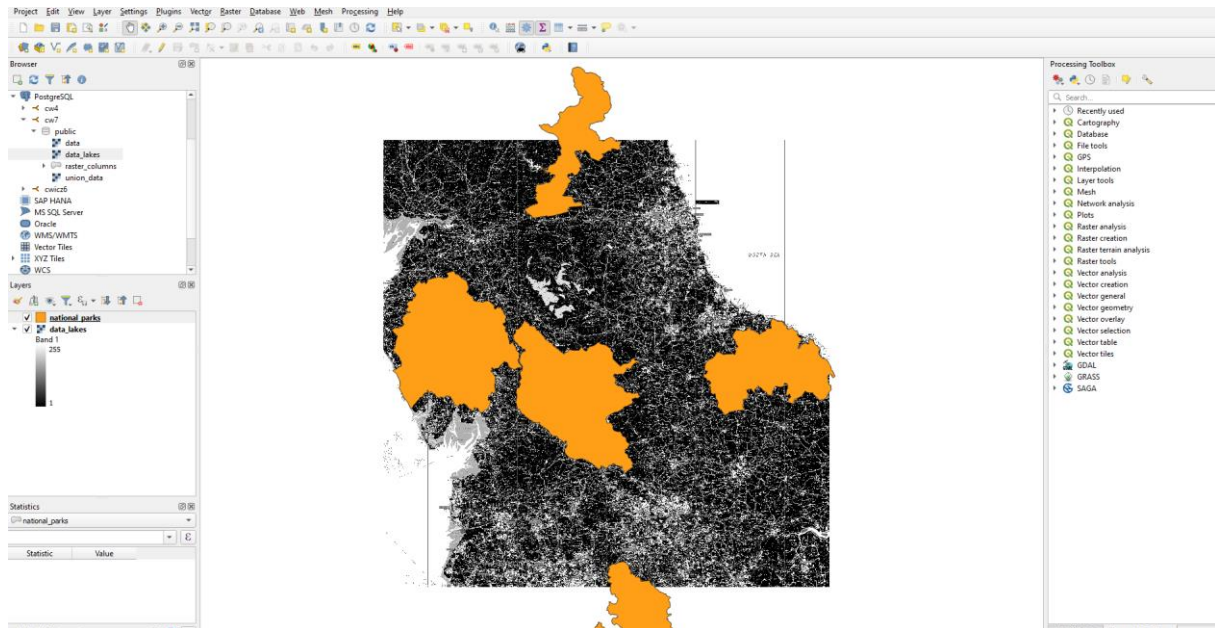 Project Edit View Layer Settings Plugins Vector Raster Database Web Mesh Processing Help
Browser
PostgreSQL
cw4
cw7
public
data
data_lakes
raster_columns
union_data
cwicz6
SAP HANA
MS SQL Server
Oracle
WMS/WMTS
Vector Tiles
XYZ Tiles
WCS
Layers
national_parks
data_lakes
Band 1
255
1
Statistics
national_parks
ε
Statistic Value
NORTH SEA
Processing Toolbox
Search...
Recently used
Cartography
Database
File tools
GPS
Interpolation
Layer tools
Mesh
Network analysis
Plots
Raster analysis
Raster creation
Raster terrain analysis
Raster tools
Vector analysis
Vector creation
Vector general
Vector geometry
Vector overlay
Vector selection
Vector table
Vector tiles
GDAL
GRASS
SAGA